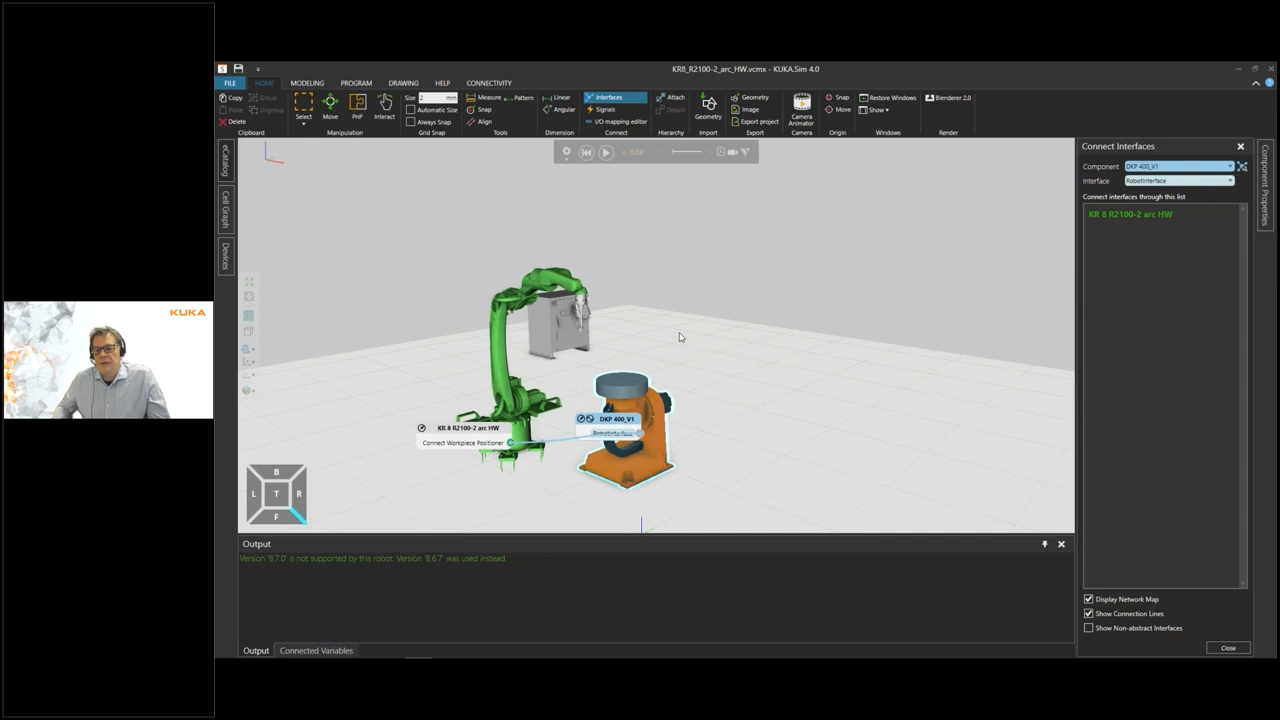 KUKA
KR8_R2100-2_arc_HW.vcmx - KUKA.Sim 4.0
FILE HOME MODELING PROGRAM DRAWING HELP CONNECTIVITY
Copy Group
Paste Ungroup
Delete
Clipboard
Select Move PnP Interact
Manipulation
Size 2 mm
Automatic Size
Always Snap
Grid Snap
Measure Pattern
Snap
Align
Tools
Linear
Angular
Dimension
Interfaces
Signals
I/O mapping editor
Connect
Attach
Detach
Hierarchy
Geometry
Import
Geometry
Image
Export project
Export
Camera Animator
Camera
Snap
Move
Origin
Restore Windows
Show
Windows
Blenderer 2.0
Render
eCatalog
Cell Graph
Devices
0:04
KR 8 R2100-2 arc HW
Connect Workpiece Positioner
DKP 400_V1
RobotInterface
B
L T R
F
Output
Version '8.7.0' is not supported by this robot. Version '8.6.7' was used instead.
Output Connected Variables
Connect Interfaces
Component DKP 400_V1
Interface RobotInterface
Connect interfaces through this list
KR 8 R2100-2 arc HW
Display Network Map
Show Connection Lines
Show Non-abstract Interfaces
Close
Component Properties